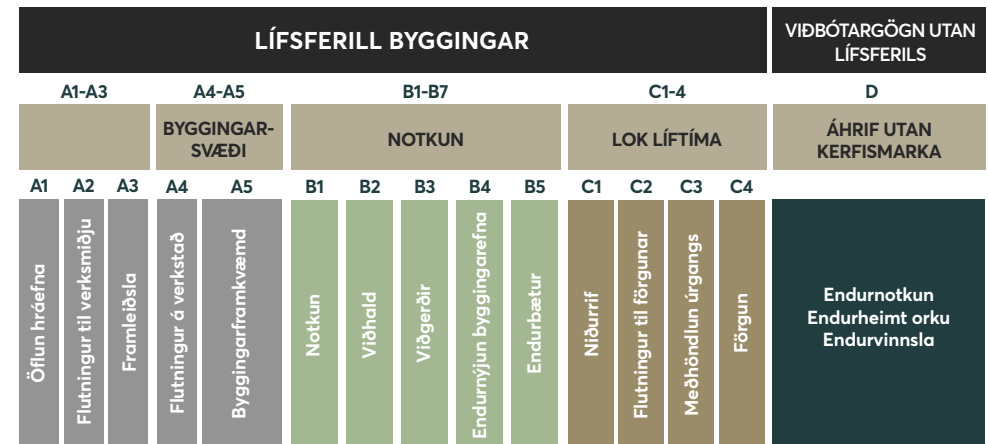 LÍFSFERILL BYGGINGAR
VIÐBÓTARGÖGN UTAN
LÍFSFERILS
A1-A3
A4-A5
B1-B7
C1-4
D
BYGGINGAR-
SVÆÐI
NOTKUN
LOK LÍFTÍMA
ÁHRIF UTAN
KERFISMARKA
A1
A2
A3
A4
A5
B1
B2
B3
B4
B5
C1
C2
C3
C4
Öflun hráefna
Flutningur til verksmiðju
Framleiðsla
Flutningur á verkstað
Byggingarframkvæmd
Notkun
Viðhald
Viðgerðir
Endurnýjun byggingarefna
Endurbætur
Niðurrif
Flutningur til förgunar
Meðhöndlun úrgangs
Förgun
Endurnotkun
Endurheimt orku
Endurvinnsla